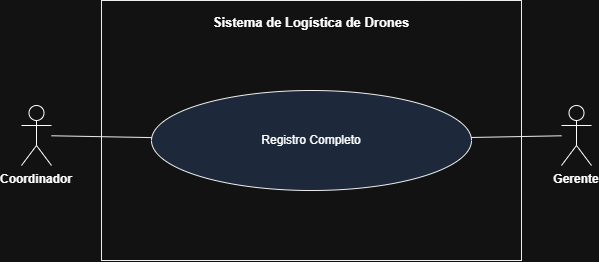 Sistema de Logística de Drones
Registro Completo
Coordinador
Gerente